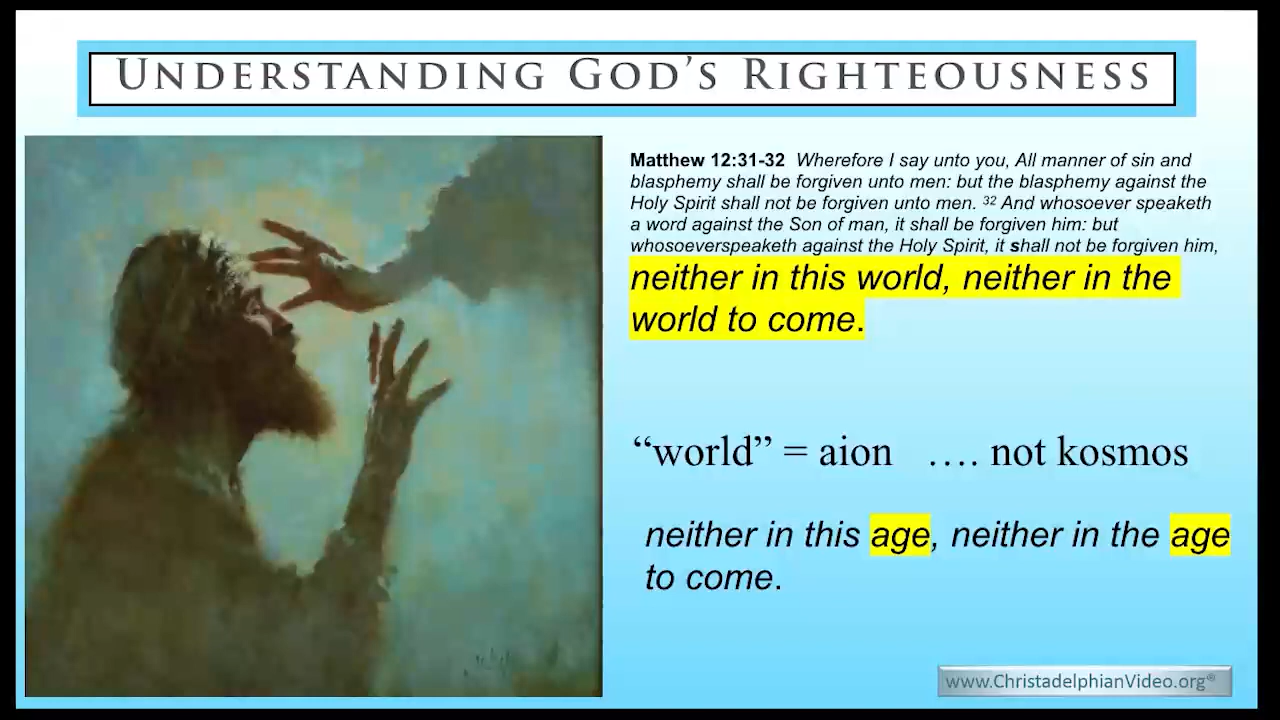 UNDERSTANDING GOD'S RIGHTEOUSNESS
Matthew 12:31-32 Wherefore I say unto you, All manner of sin and
blasphemy shall be forgiven unto men: but the blasphemy against the
Holy Spirit shall not be forgiven unto men. ³² And whosoever speaketh
a word against the Son of man, it shall be forgiven him: but
whosoeverspeaketh against the Holy Spirit, it shall not be forgiven him,
neither in this world, neither in the
world to come.
“world” = aion …. not kosmos
neither in this age, neither in the age
to come.
www.ChristadelphianVideo.org®